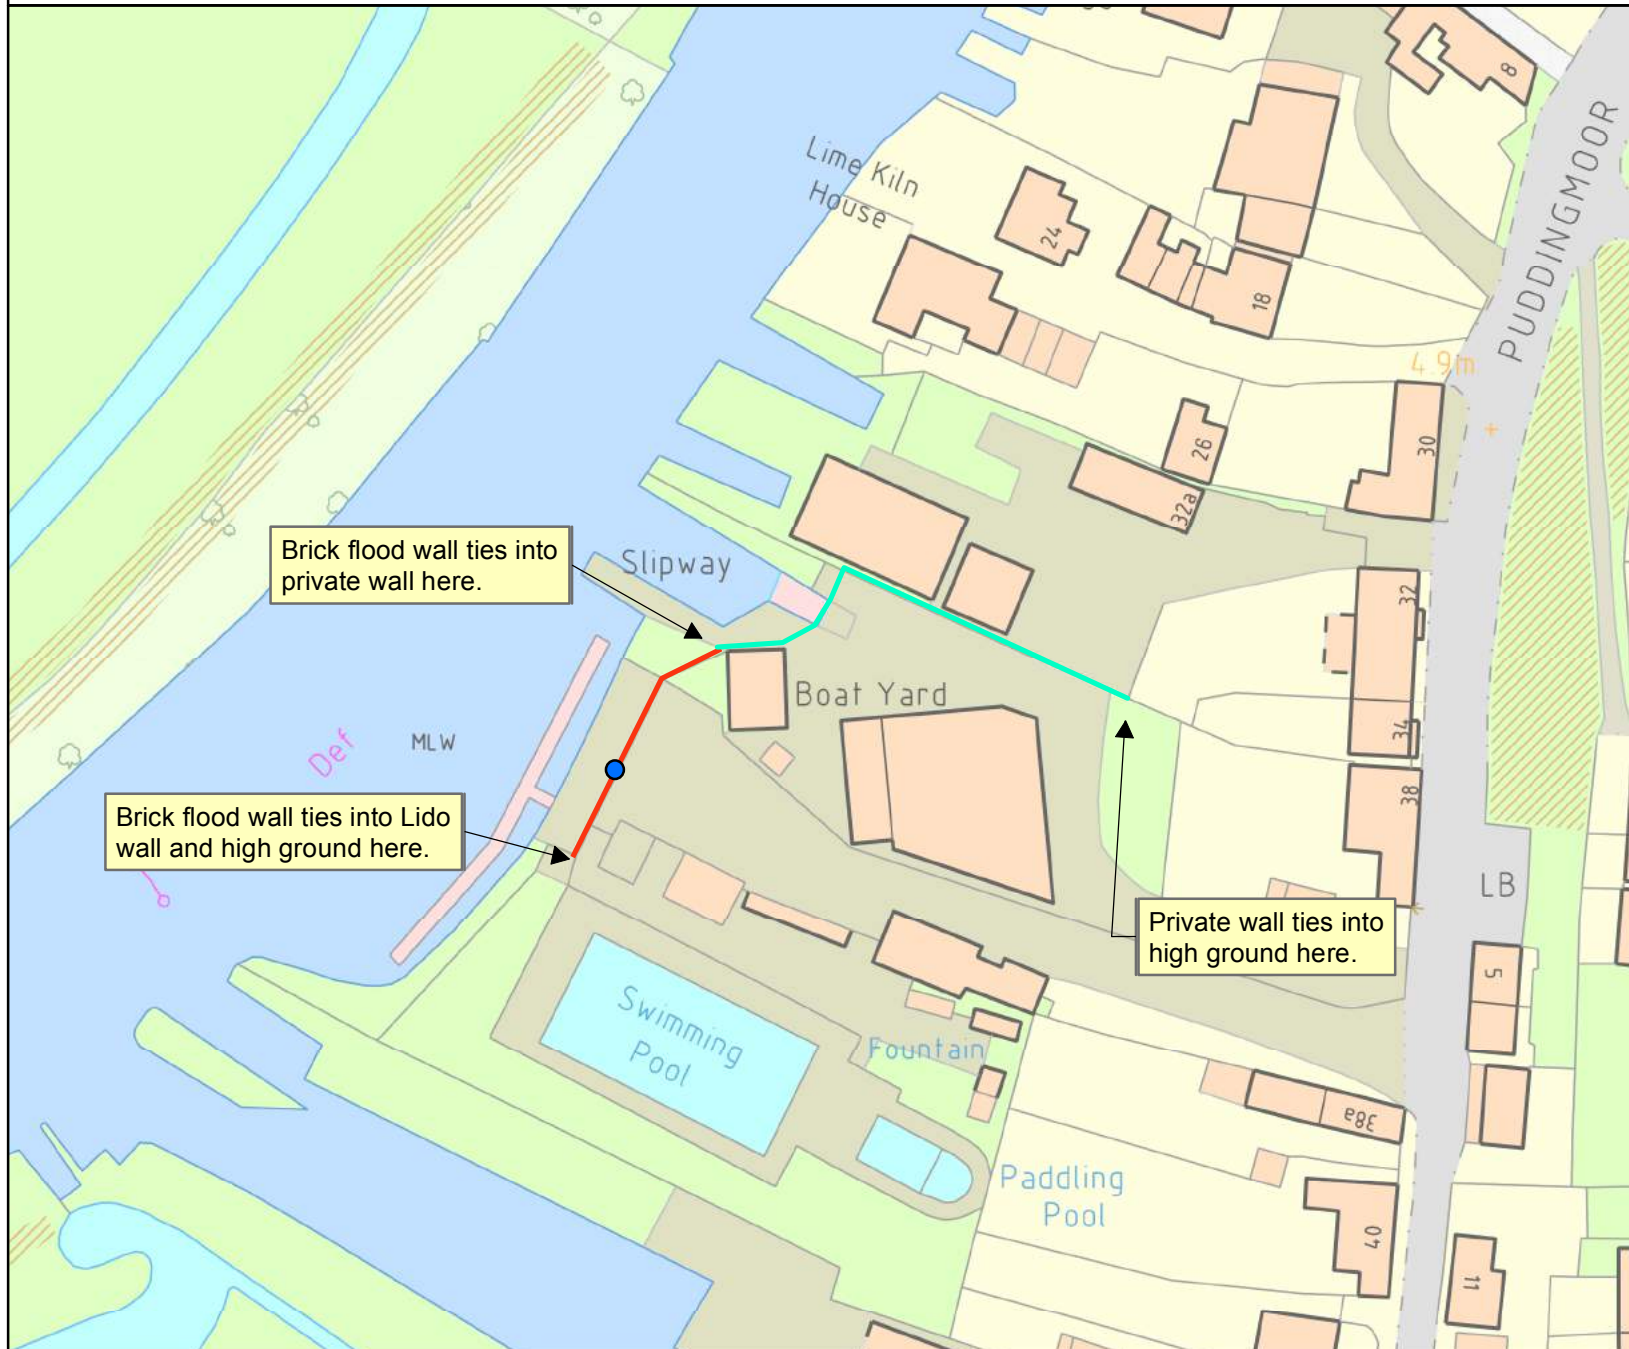 8
PUDDINGMOOR
Lime Kiln
House
24
18
4.9m
26
30
32a
Brick flood wall ties into
private wall here.
Slipway
32
Boat Yard
34
MLW
Def
38
Brick flood wall ties into Lido
wall and high ground here.
LB
Private wall ties into
high ground here.
5
Swimming
Pool
Fountain
38a
Paddling
Pool
40
11